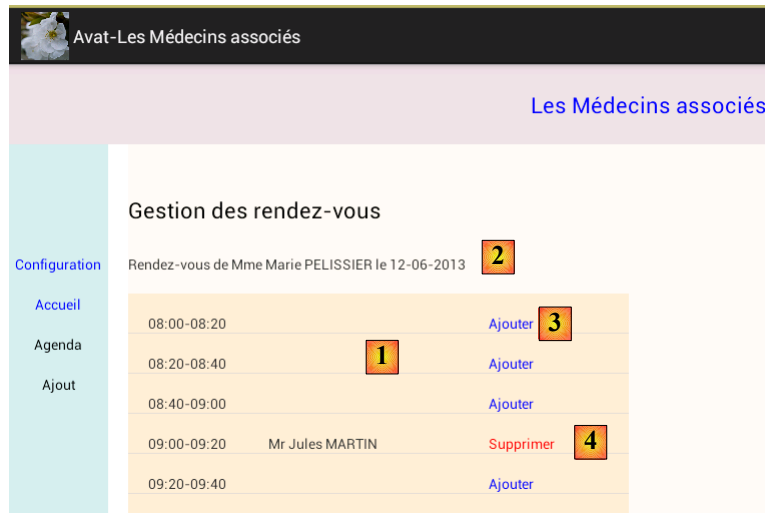 Avat-Les Médecins associés
Les Médecins associés
Gestion des rendez-vous
Configuration
Rendez-vous de Mme Marie PELISSIER le 12-06-2013
2
Accueil
08:00-08:20 Ajouter 3
Agenda
08:20-08:40 1 Ajouter
Ajout
08:40-09:00 Ajouter
09:00-09:20 Mr Jules MARTIN Supprimer 4
09:20-09:40 Ajouter